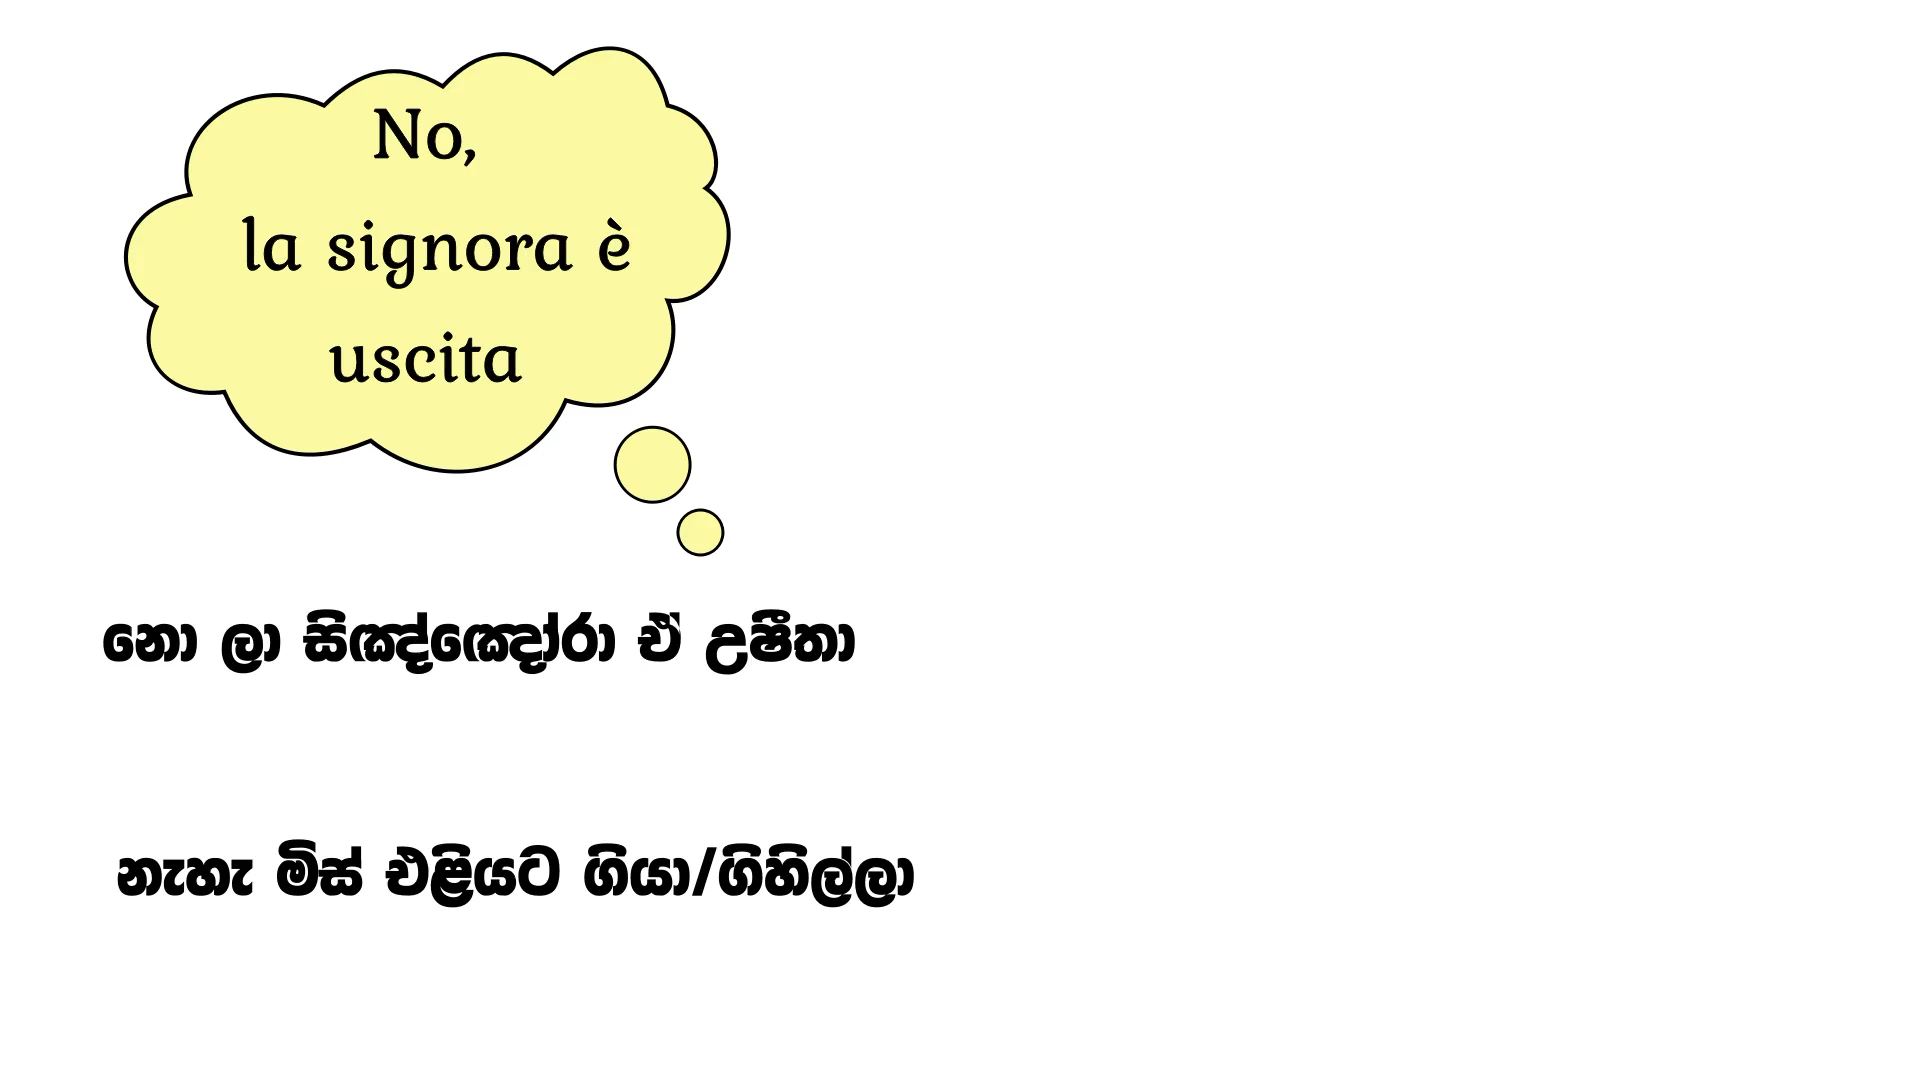 No,
la signora è
uscita
නො ලා සිඤ්ඤෝරා ඒ උෂීතා
නැහැ මිස් එළියට ගියා/ගිහිල්ලා